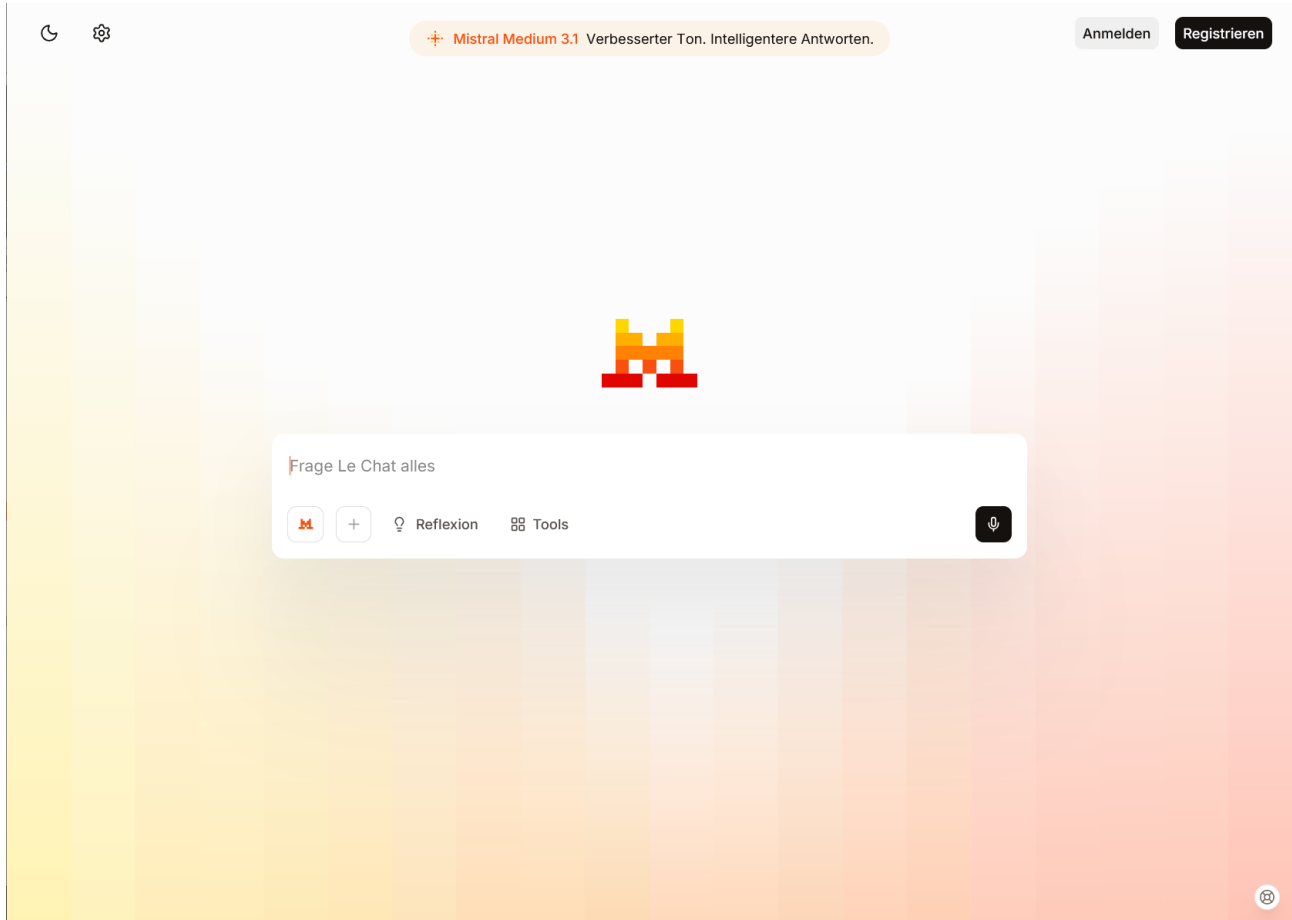 Mistral Medium 3.1 Verbesserter Ton. Intelligentere Antworten.
Anmelden
Registrieren
Frage Le Chat alles
Reflexion
Tools